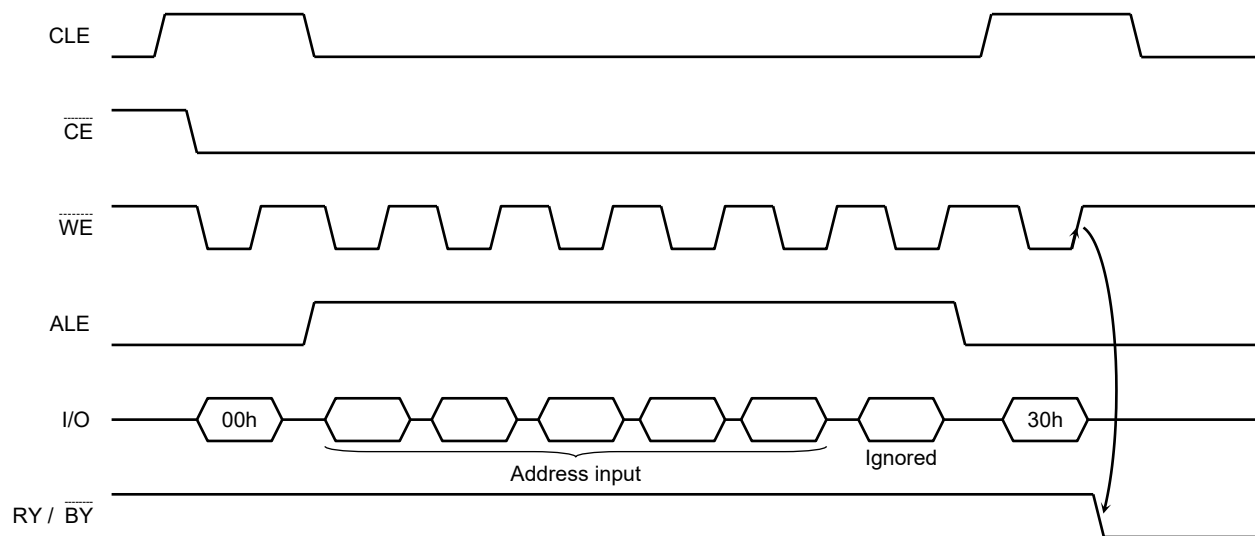 CLE
CE
WE
ALE
I/O 00h 30h
Address input Ignored
RY / BY